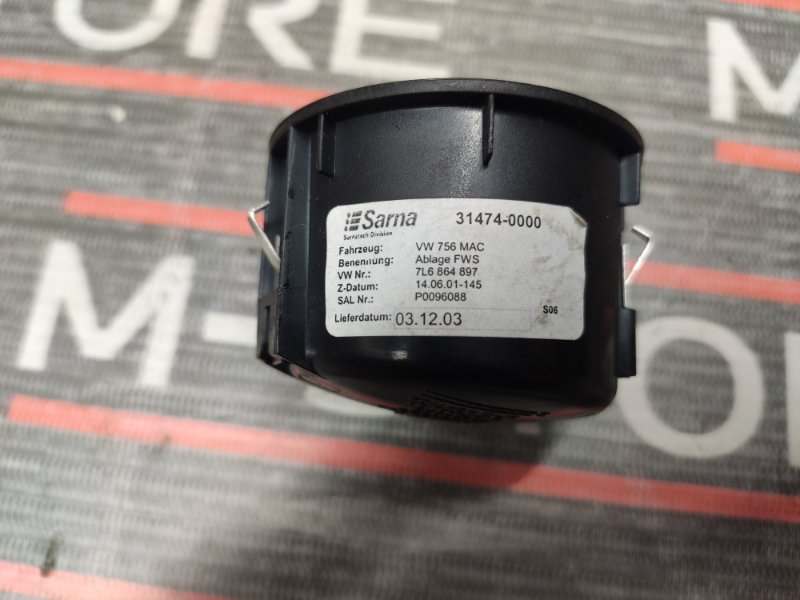 ORE
Sarna 31474-0000
Sarnatech Division
Fahrzeug: VW 756 MAC
Benennung: Ablage FWS
VW Nr.: 7L6 864 897
Z-Datum: 14.06.01-145
SAL Nr.: P0096088
Lieferdatum: 03.12.03 S06
M-